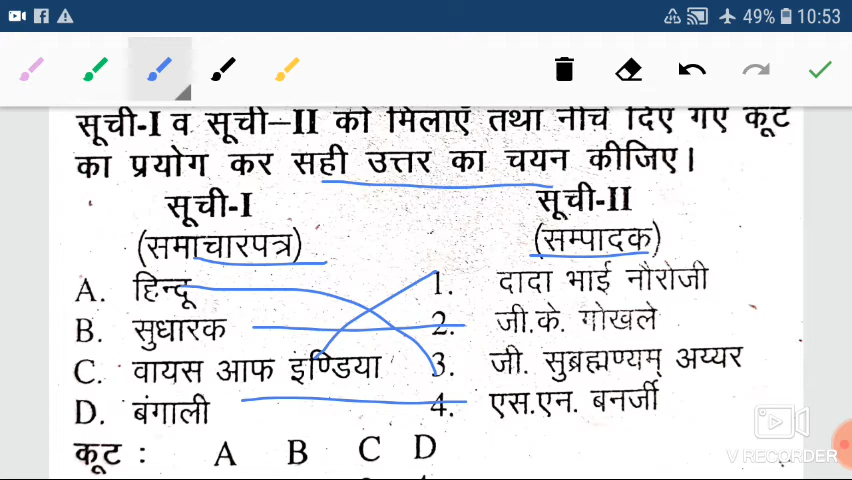 49% 10:53
सूची-I व सूची–II को मिलाएँ तथा नीचे दिए गए कूट
का प्रयोग कर सही उत्तर का चयन कीजिए।
सूची-I सूची-II
(समाचारपत्र) (सम्पादक)
A. हिन्दू 1. दादा भाई नौरोजी
B. सुधारक 2. जी.के. गोखले
C. वायस आफ इण्डिया 3. जी. सुब्रह्मण्यम् अय्यर
D. बंगाली 4. एस.एन. बनर्जी
कूट : A B C D
V RECORDER